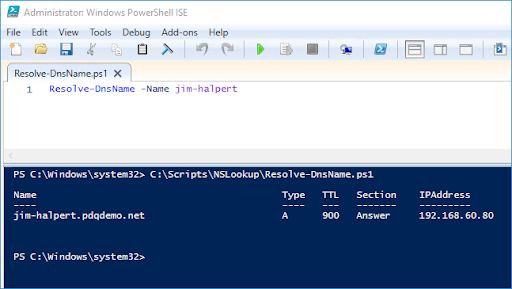 Administrator: Windows PowerShell ISE
File Edit View Tools Debug Add-ons Help
Resolve-DnsName.ps1 X
1 Resolve-DnsName -Name jim-halpert
PS C:\Windows\system32> C:\Scripts\NSLookup\Resolve-DnsName.ps1
Name Type TTL Section IPAddress
---- ---- --- ------- ---------
jim-halpert.pdqdemo.net A 900 Answer 192.168.60.80
PS C:\Windows\system32>